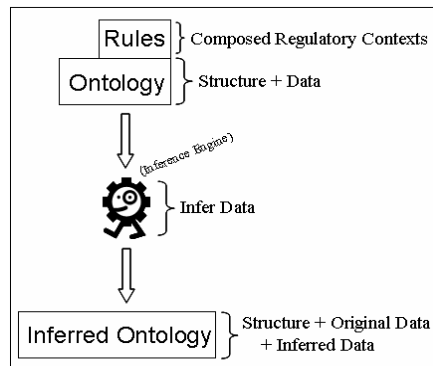 Rules
Composed Regulatory Contexts
Ontology
Structure + Data
(Inference Engine)
Infer Data
Inferred Ontology
Structure + Original Data
+ Inferred Data